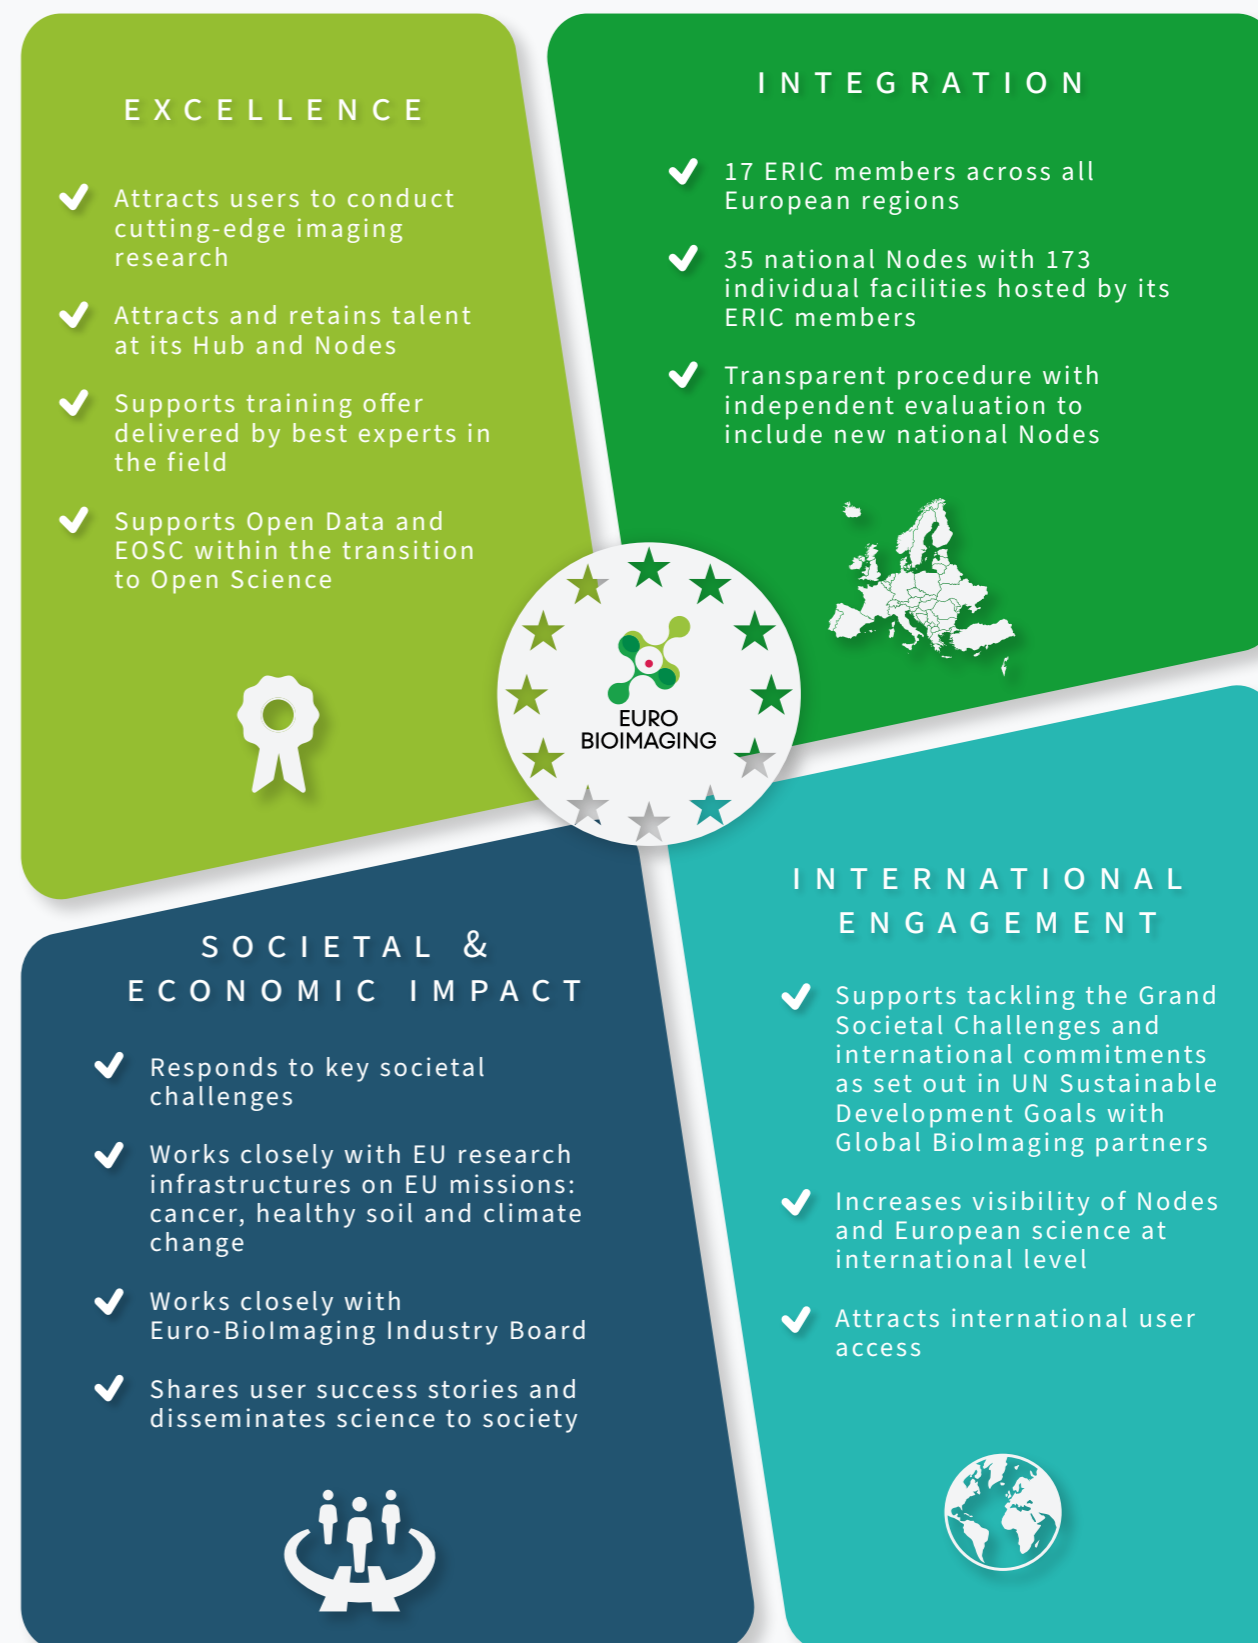 EXCELLENCE
Attracts users to conduct
cutting-edge imaging
research
Attracts and retains talent
at its Hub and Nodes
Supports training offer
delivered by best experts in
the field
Supports Open Data and
EOSC within the transition
to Open Science
INTEGRATION
17 ERIC members across all
European regions
35 national Nodes with 173
individual facilities hosted by its
ERIC members
Transparent procedure with
independent evaluation to
include new national Nodes
EURO
BIOIMAGING
SOCIETAL &
ECONOMIC IMPACT
Responds to key societal
challenges
Works closely with EU research
infrastructures on EU missions:
cancer, healthy soil and climate
change
Works closely with
Euro-BioImaging Industry Board
Shares user success stories and
disseminates science to society
INTERNATIONAL
ENGAGEMENT
Supports tackling the Grand
Societal Challenges and
international commitments
as set out in UN Sustainable
Development Goals with
Global BioImaging partners
Increases visibility of Nodes
and European science at
international level
Attracts international user
access